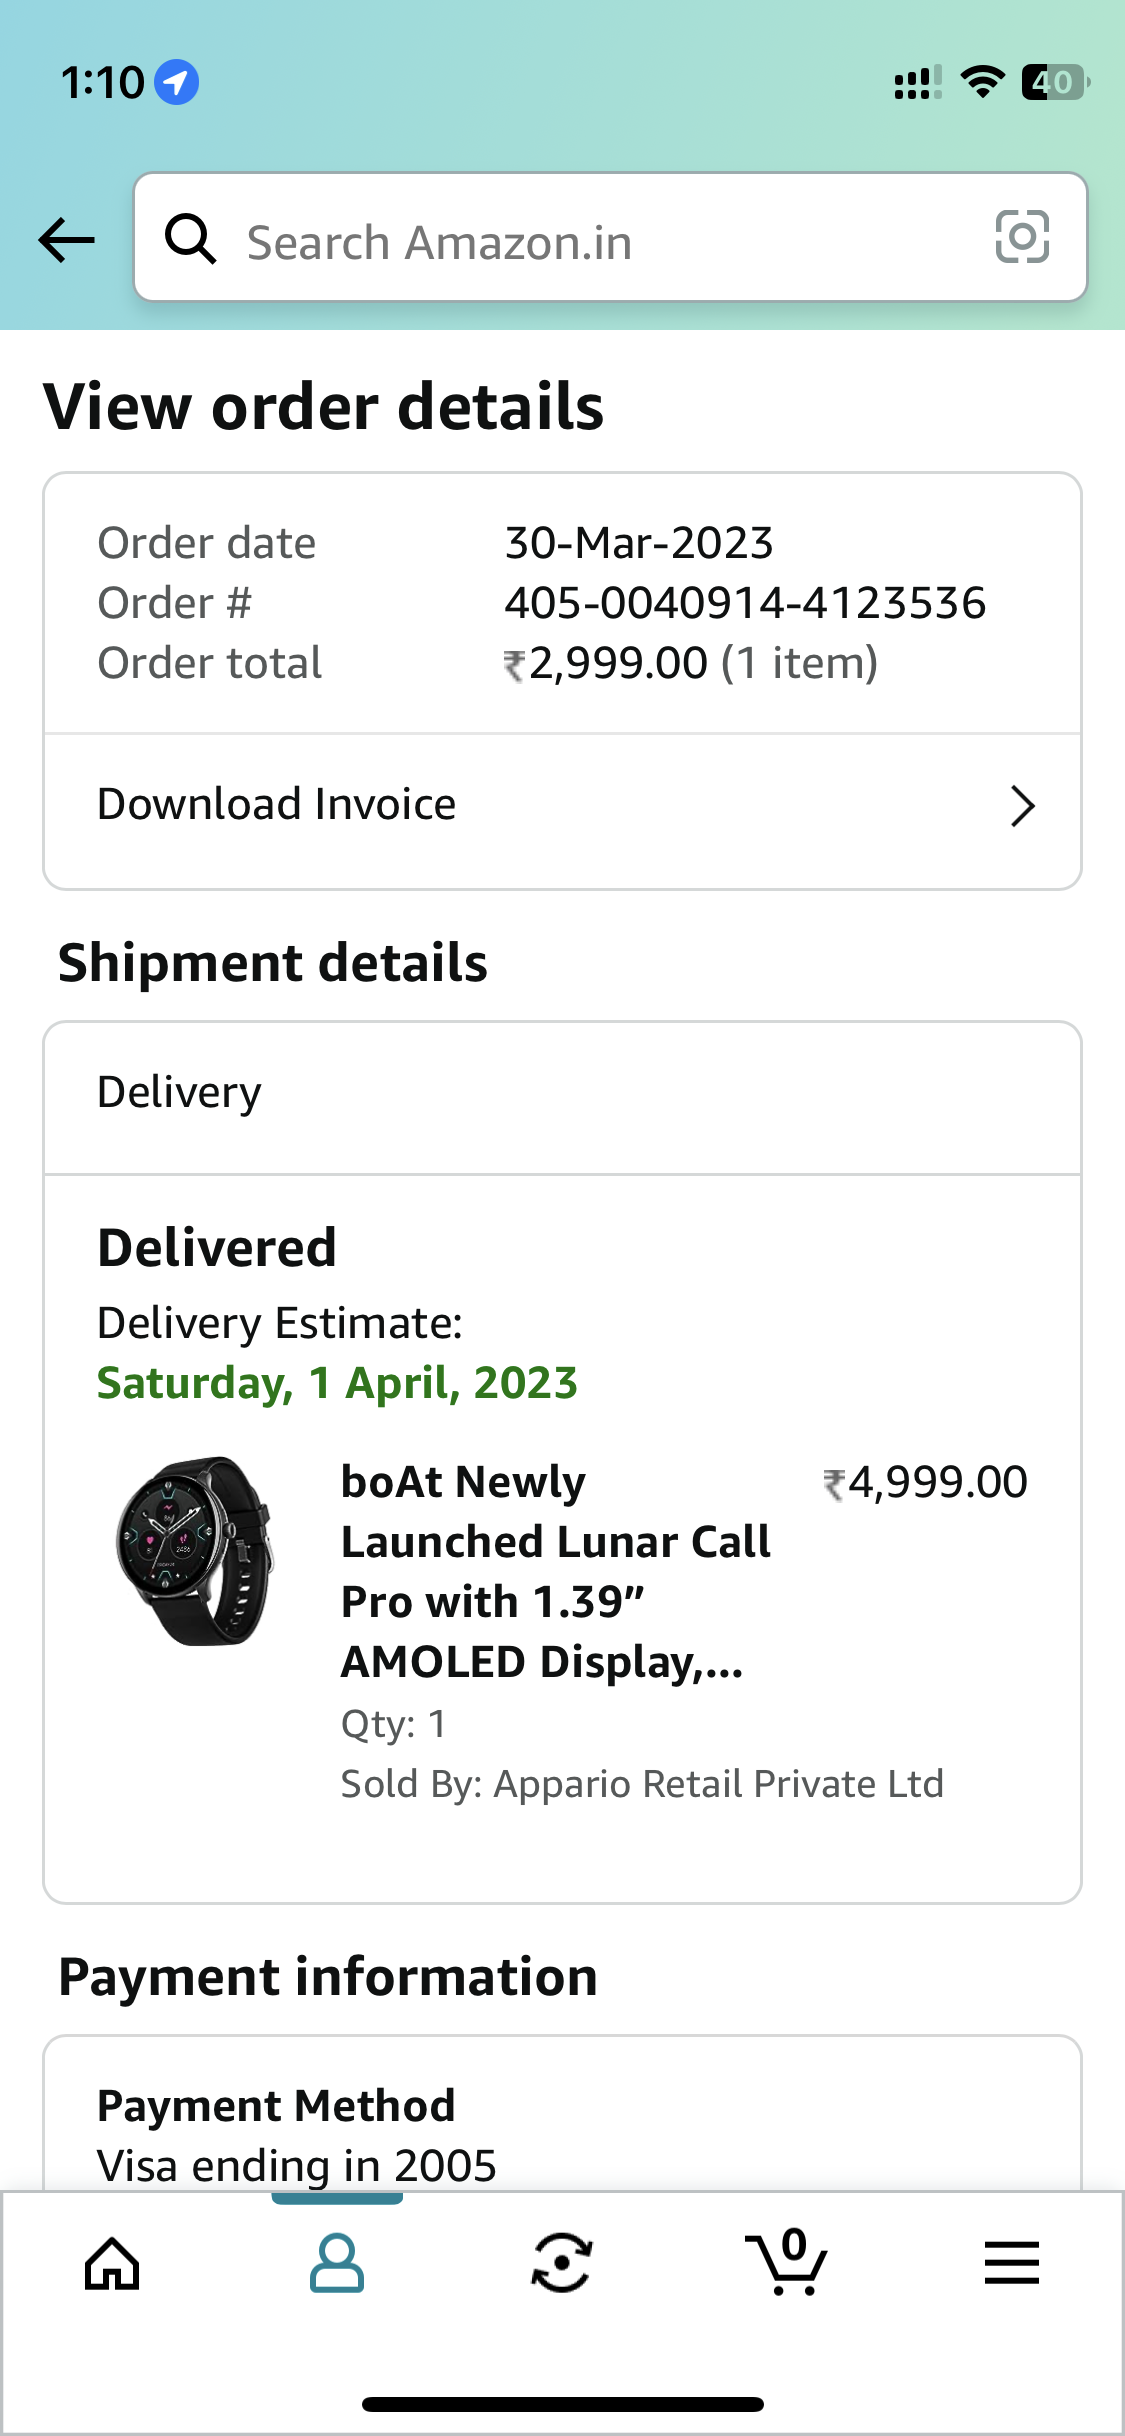 1:10
40
Search Amazon.in
View order details
Order date 30-Mar-2023
Order # 405-0040914-4123536
Order total ₹2,999.00 (1 item)
Download Invoice
Shipment details
Delivery
Delivered
Delivery Estimate:
Saturday, 1 April, 2023
boAt Newly ₹4,999.00
Launched Lunar Call
Pro with 1.39”
AMOLED Display,...
Qty: 1
Sold By: Appario Retail Private Ltd
Payment information
Payment Method
Visa ending in 2005
0